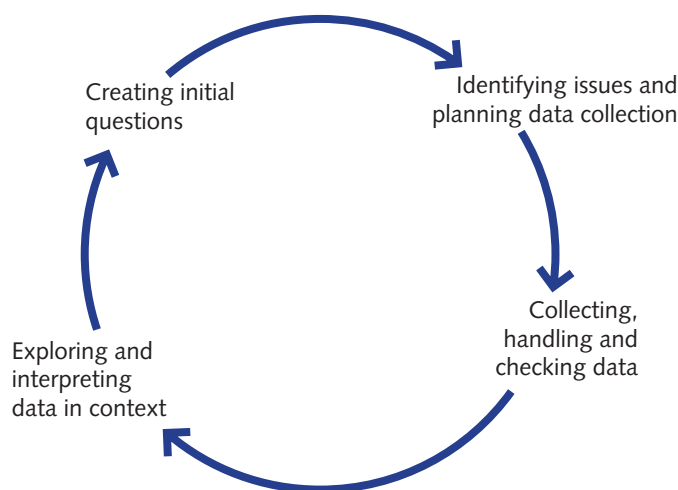 Creating initial
questions
Identifying issues and
planning data collection
Collecting,
handling and
checking data
Exploring and
interpreting
data in context